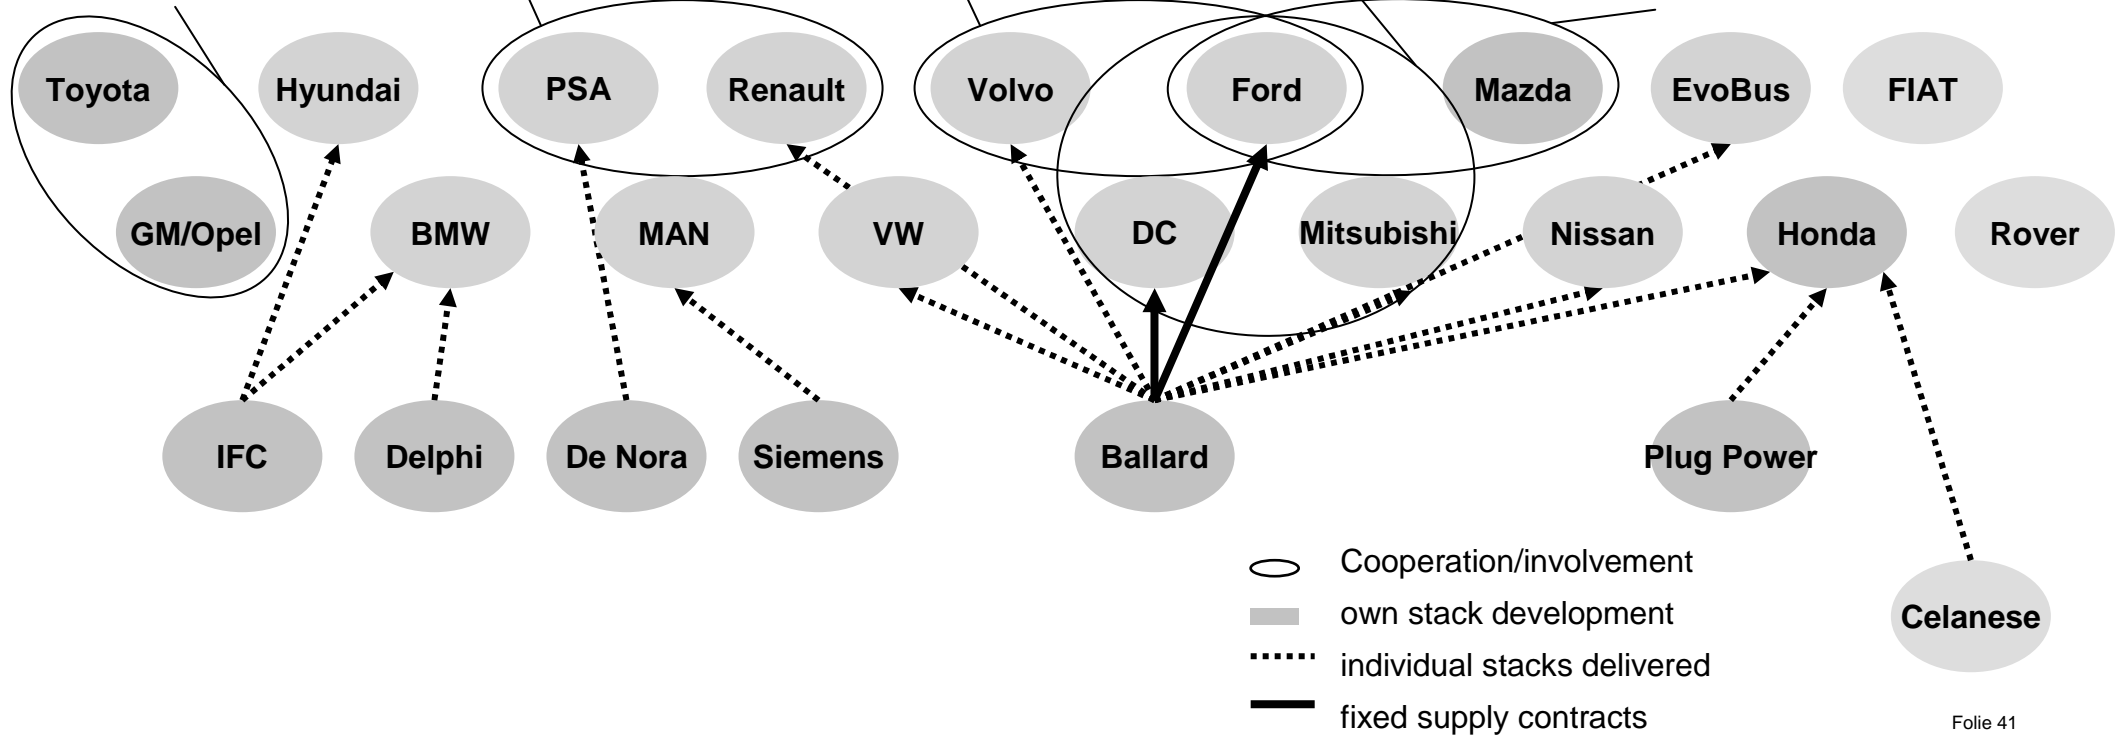 Toyota Hyundai PSA Renault Volvo Ford Mazda EvoBus FIAT
GM/Opel BMW MAN VW DC Mitsubishi Nissan Honda Rover
IFC Delphi De Nora Siemens Ballard Plug Power
Cooperation/involvement
own stack development
Celanese
individual stacks delivered
fixed supply contracts
Folie 41